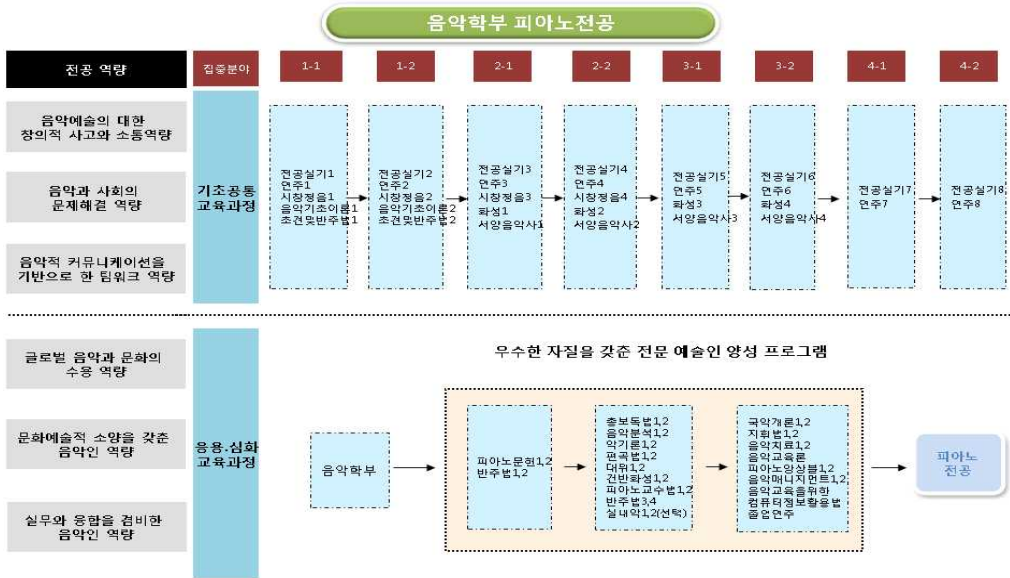 음악학부 피아노전공
전공 역량
집중분야
1-1
1-2
2-1
2-2
3-1
3-2
4-1
4-2
음악예술의 대한
창의적 사고와 소통역량
음악과 사회의
문제해결 역량
음악적 커뮤니케이션을
기반으로 한 팀워크 역량
기초공통
교육과정
전공실기1
연주1
시창청음1
음악기초이론1
초견및반주법1
전공실기2
연주2
시창청음2
음악기초이론2
초견및반주법2
전공실기3
연주3
시창청음3
화성1
서양음악사1
전공실기4
연주4
시창청음4
화성2
서양음악사2
전공실기5
연주5
화성3
서양음악사3
전공실기6
연주6
화성4
서양음악사4
전공실기7
연주7
전공실기8
연주8
글로벌 음악과 문화의
수용 역량
문화예술적 소양을 갖춘
음악인 역량
실무와 융합을 겸비한
음악인 역량
응용.심화
교육과정
우수한 자질을 갖춘 전문 예술인 양성 프로그램
음악학부
피아노문헌1,2
반주법1,2
총보독법1,2
음악분석1,2
악기론1,2
편곡법1,2
대위1,2
건반화성1,2
피아노교수법1,2
반주법3,4
실내악1,2(선택)
국악개론1,2
지휘법1,2
음악치료1,2
음악교육론
피아노앙상블1,2
음악매니지먼트1,2
음악교육을위한
컴퓨터정보활용법
졸업연주
피아노
전공